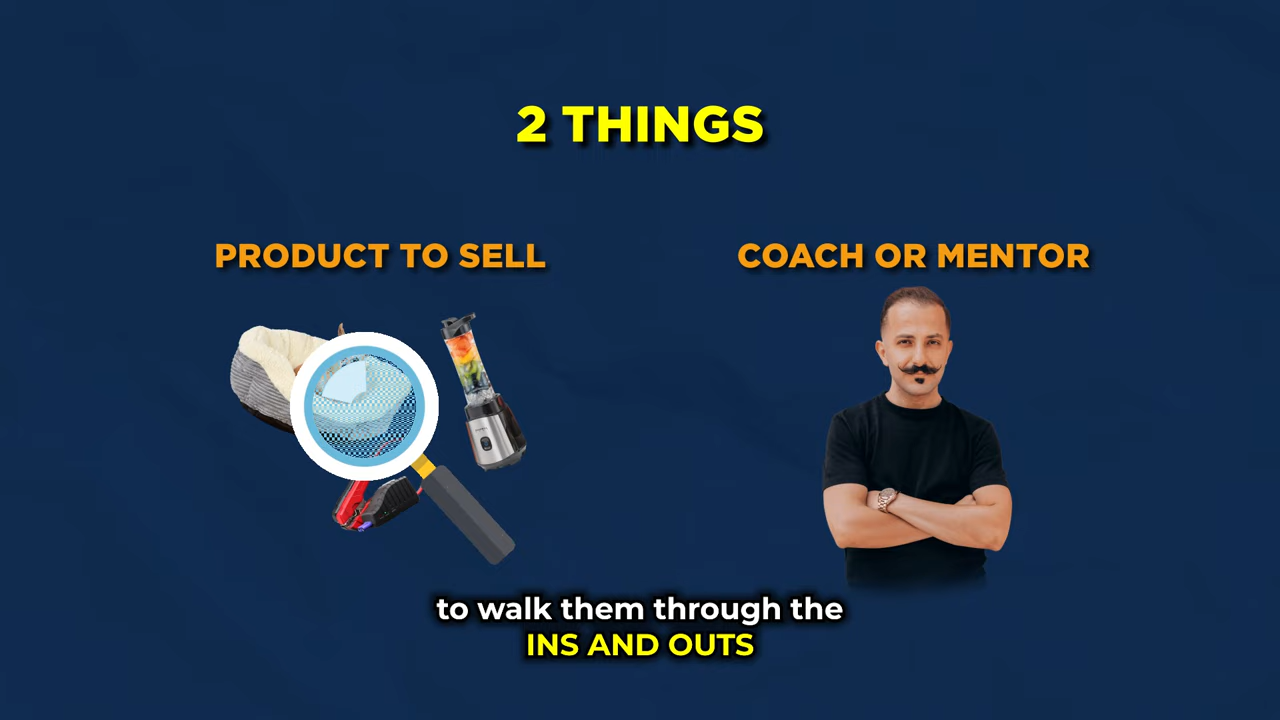 2 THINGS
PRODUCT TO SELL
COACH OR MENTOR
to walk them through the
INS AND OUTS